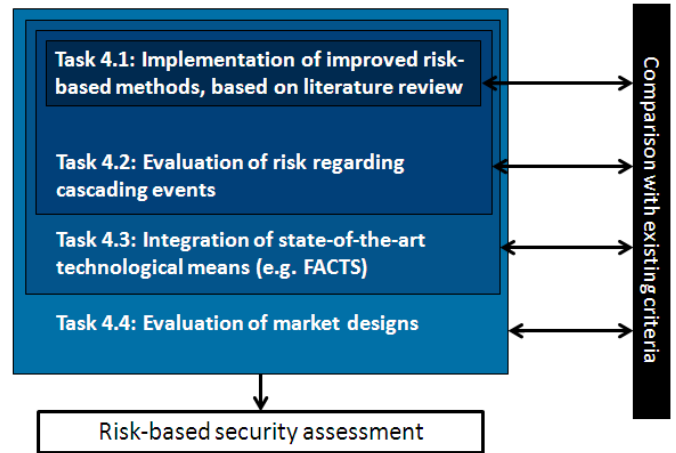 Task 4.1: Implementation of improved risk-
based methods, based on literature review
Task 4.2: Evaluation of risk regarding
cascading events
Task 4.3: Integration of state-of-the-art
technological means (e.g. FACTS)
Task 4.4: Evaluation of market designs
Comparison with existing criteria
Risk-based security assessment